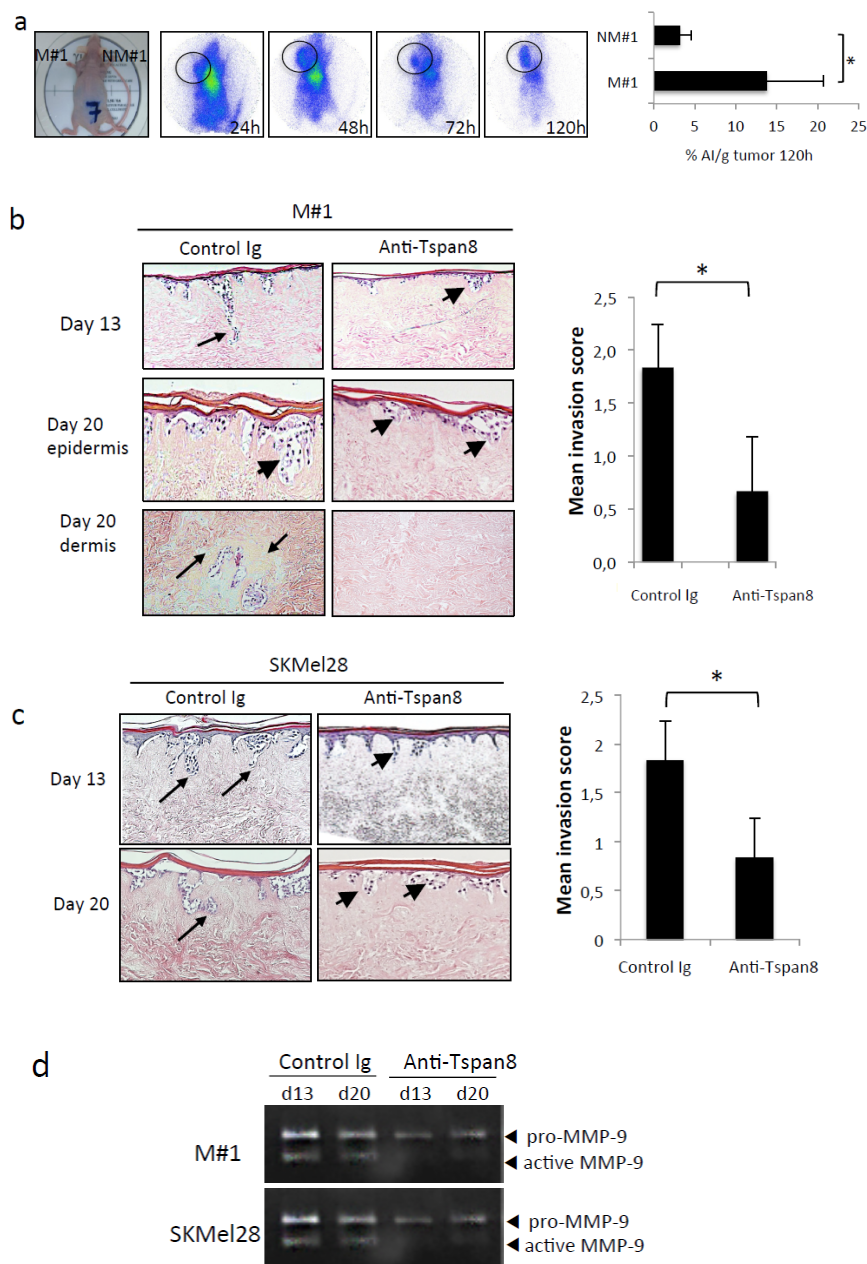 a
M#1 NM#1
7
24h 48h 72h 120h
NM#1
M#1
*
0 5 10 15 20 25
% AI/g tumor 120h
b
M#1
Control Ig Anti-Tspan8
Day 13
Day 20
epidermis
Day 20
dermis
*
Mean invasion score
2,5
2,0
1,5
1,0
0,5
0,0
Control Ig Anti-Tspan8
c
SKMel28
Control Ig Anti-Tspan8
Day 13
Day 20
*
Mean invasion score
2,5
2
1,5
1
0,5
0
Control Ig Anti-Tspan8
d
Control Ig Anti-Tspan8
d13 d20 d13 d20
M#1
pro-MMP-9
active MMP-9
SKMel28
pro-MMP-9
active MMP-9